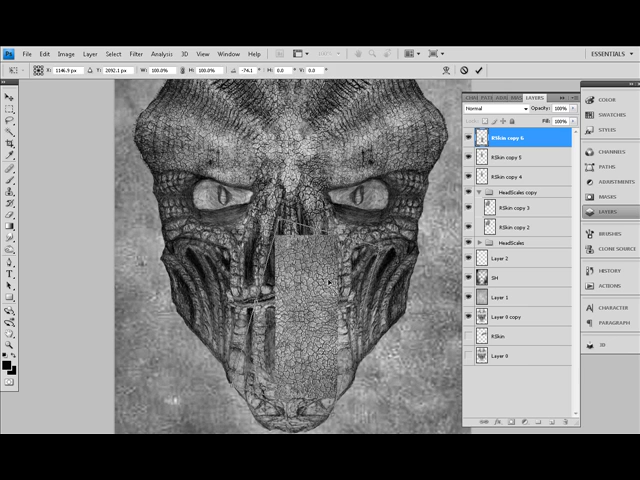 Ps File Edit Image Layer Select Filter Analysis 3D View Window Help ESSENTIALS
X: 1146.9 px Y: 2092.1 px W: 100.0% H: 100.0% -74.1 H: 0.0 V: 0.0
LAYERS
Normal Opacity: 100%
Fill: 100%
RSkin copy 6
RSkin copy 5
RSkin copy 4
HeadScales copy
RSkin copy 3
RSkin copy 2
HeadScales
Layer 2
SH
Layer 1
Layer 0 copy
RSkin
Layer 0
COLOR
SWATCHES
STYLES
CHANNELS
PATHS
ADJUSTMENTS
MASKS
LAYERS
BRUSHES
CLONE SOURCE
HISTORY
ACTIONS
CHARACTER
PARAGRAPH
3D